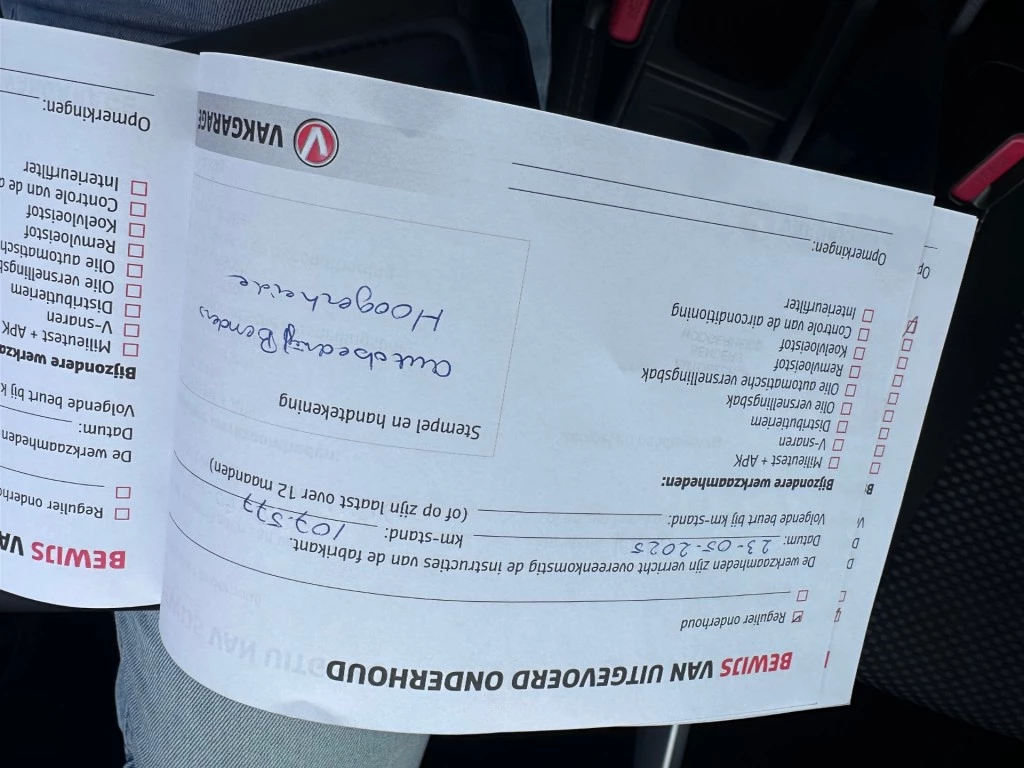 BEWIJS VAN UITGEVOERD ONDERHOUD
Regulier onderhoud
De werkzaamheden zijn verricht overeenkomstig de instructies van de fabrikant.
Datum: 23-05-2025 km-stand: 107.577
Volgende beurt bij km-stand: (of op zijn laatst over 12 maanden)
Bijzondere werkzaamheden:
Milieutest + APK
V-snaren
Distributieriem
Olie versnellingsbak
Olie automatische versnellingsbak
Remvloeistof
Koelvloeistof
Controle van de airconditioning
Interieurfilter
Opmerkingen:
Stempel en handtekening
autobedrijf Benders
Hoogerheide
VAKGARAGE
BEWIJS VA
Regulier onderhoud
De werkzaamheden
Datum:
Volgende beurt bij k
Bijzondere werkza
Milieutest + APK
V-snaren
Distributieriem
Olie versnellingsb
Olie automatisch
Remvloeistof
Koelvloeistof
Controle van de a
Interieurfilter
Opmerkingen: